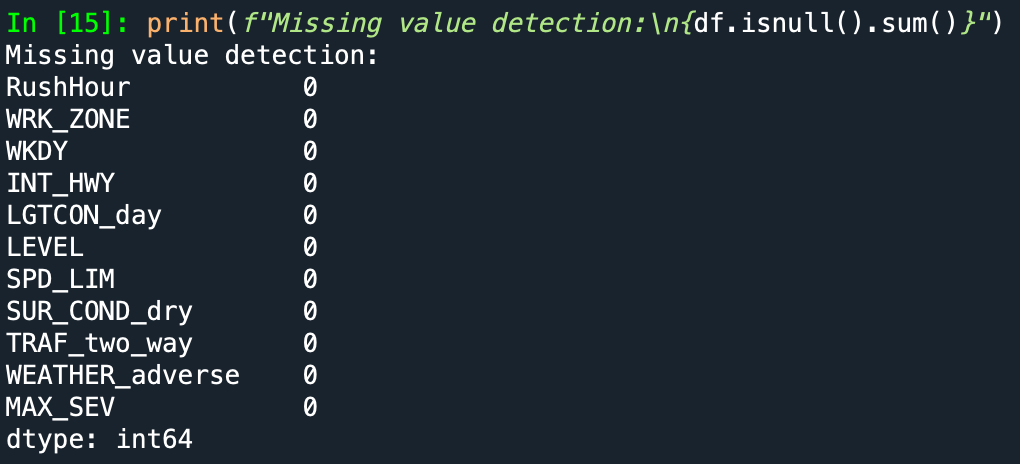 In [15]: print(f"Missing value detection:\n{df.isnull().sum()}")
Missing value detection:
RushHour           0
WRK_ZONE           0
WKDY               0
INT_HWY            0
LGTCON_day         0
LEVEL              0
SPD_LIM            0
SUR_COND_dry       0
TRAF_two_way       0
WEATHER_adverse    0
MAX_SEV            0
dtype: int64